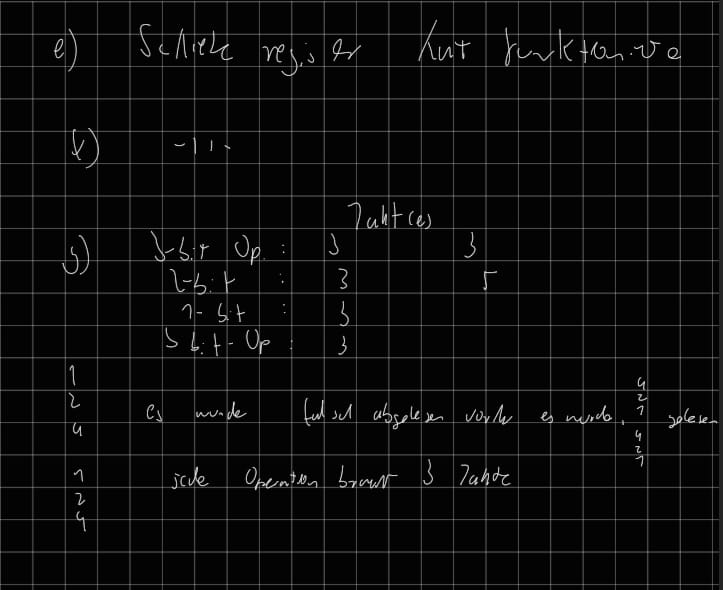 e) Schiebe register hat funktionive
f) -11-
Takt(e)
g) 3-bit Op. : 3 3
2-bit : 3 5
1-bit : 3
3 bit-Op : 3
1
2
4
es wurde falsch abgelesen vorher es wurde, 4 2 1 4 2 1 gelesen
1
2
4
jede Operation braucht 3 Takte